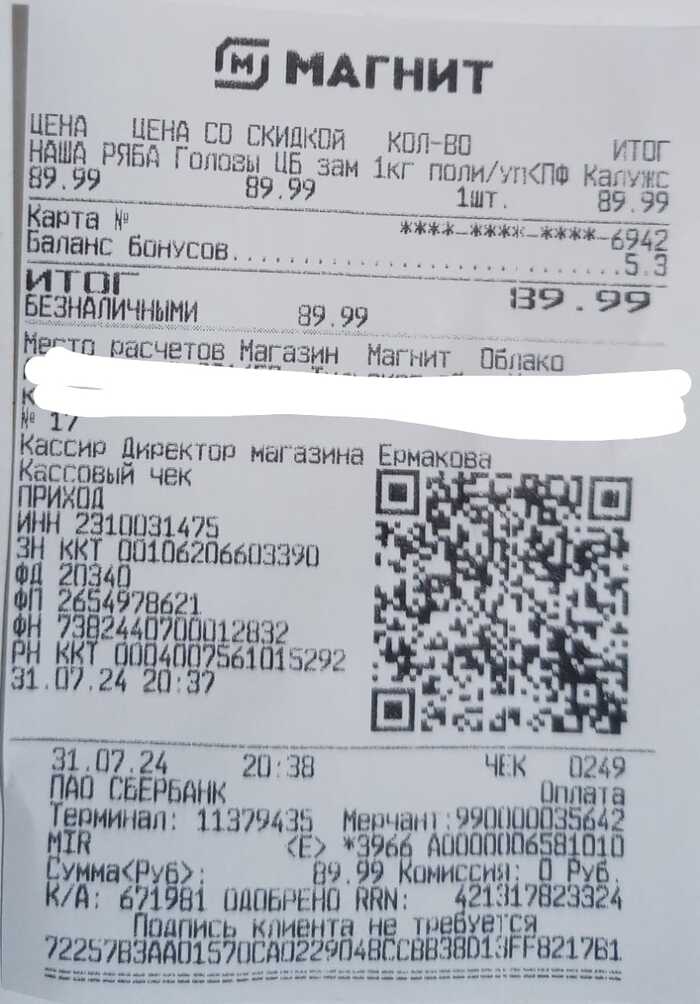 М МАГНИТ
ЦЕНА ЦЕНА СО СКИДКОЙ КОЛ-ВО ИТОГ
НАША РЯБА Головы ЦБ зам 1кг поли/уп<ПФ Калужс
89.99 89.99 1шт. 89.99
Карта № ****-****-****-6942
Баланс бонусов..............................5.3
ИТОГ 89.99
БЕЗНАЛИЧНЫМИ 89.99
Место расчетов Магазин Магнит Облако
№ 17
Кассир Директор магазина Ермакова
Кассовый чек
ПРИХОД
ИНН 2310031475
ЗН ККТ 00106206603390
ФД 20340
ФП 2654978621
ФН 7382440700012832
РН ККТ 0004007561015292
31.07.24 20:37
31.07.24 20:38 ЧЕК 0249
ПАО СБЕРБАНК Оплата
Терминал: 11379435 Мерчант:990000035642
MIR <E> *3966 A0000006581010
Сумма<Руб>: 89.99 Комиссия: 0 Руб.
К/А: 671981 ОДОБРЕНО RRN: 421317823324
Подпись клиента не требуется
72257B3AA01570CA022904BCCBB38D13FF8217B1